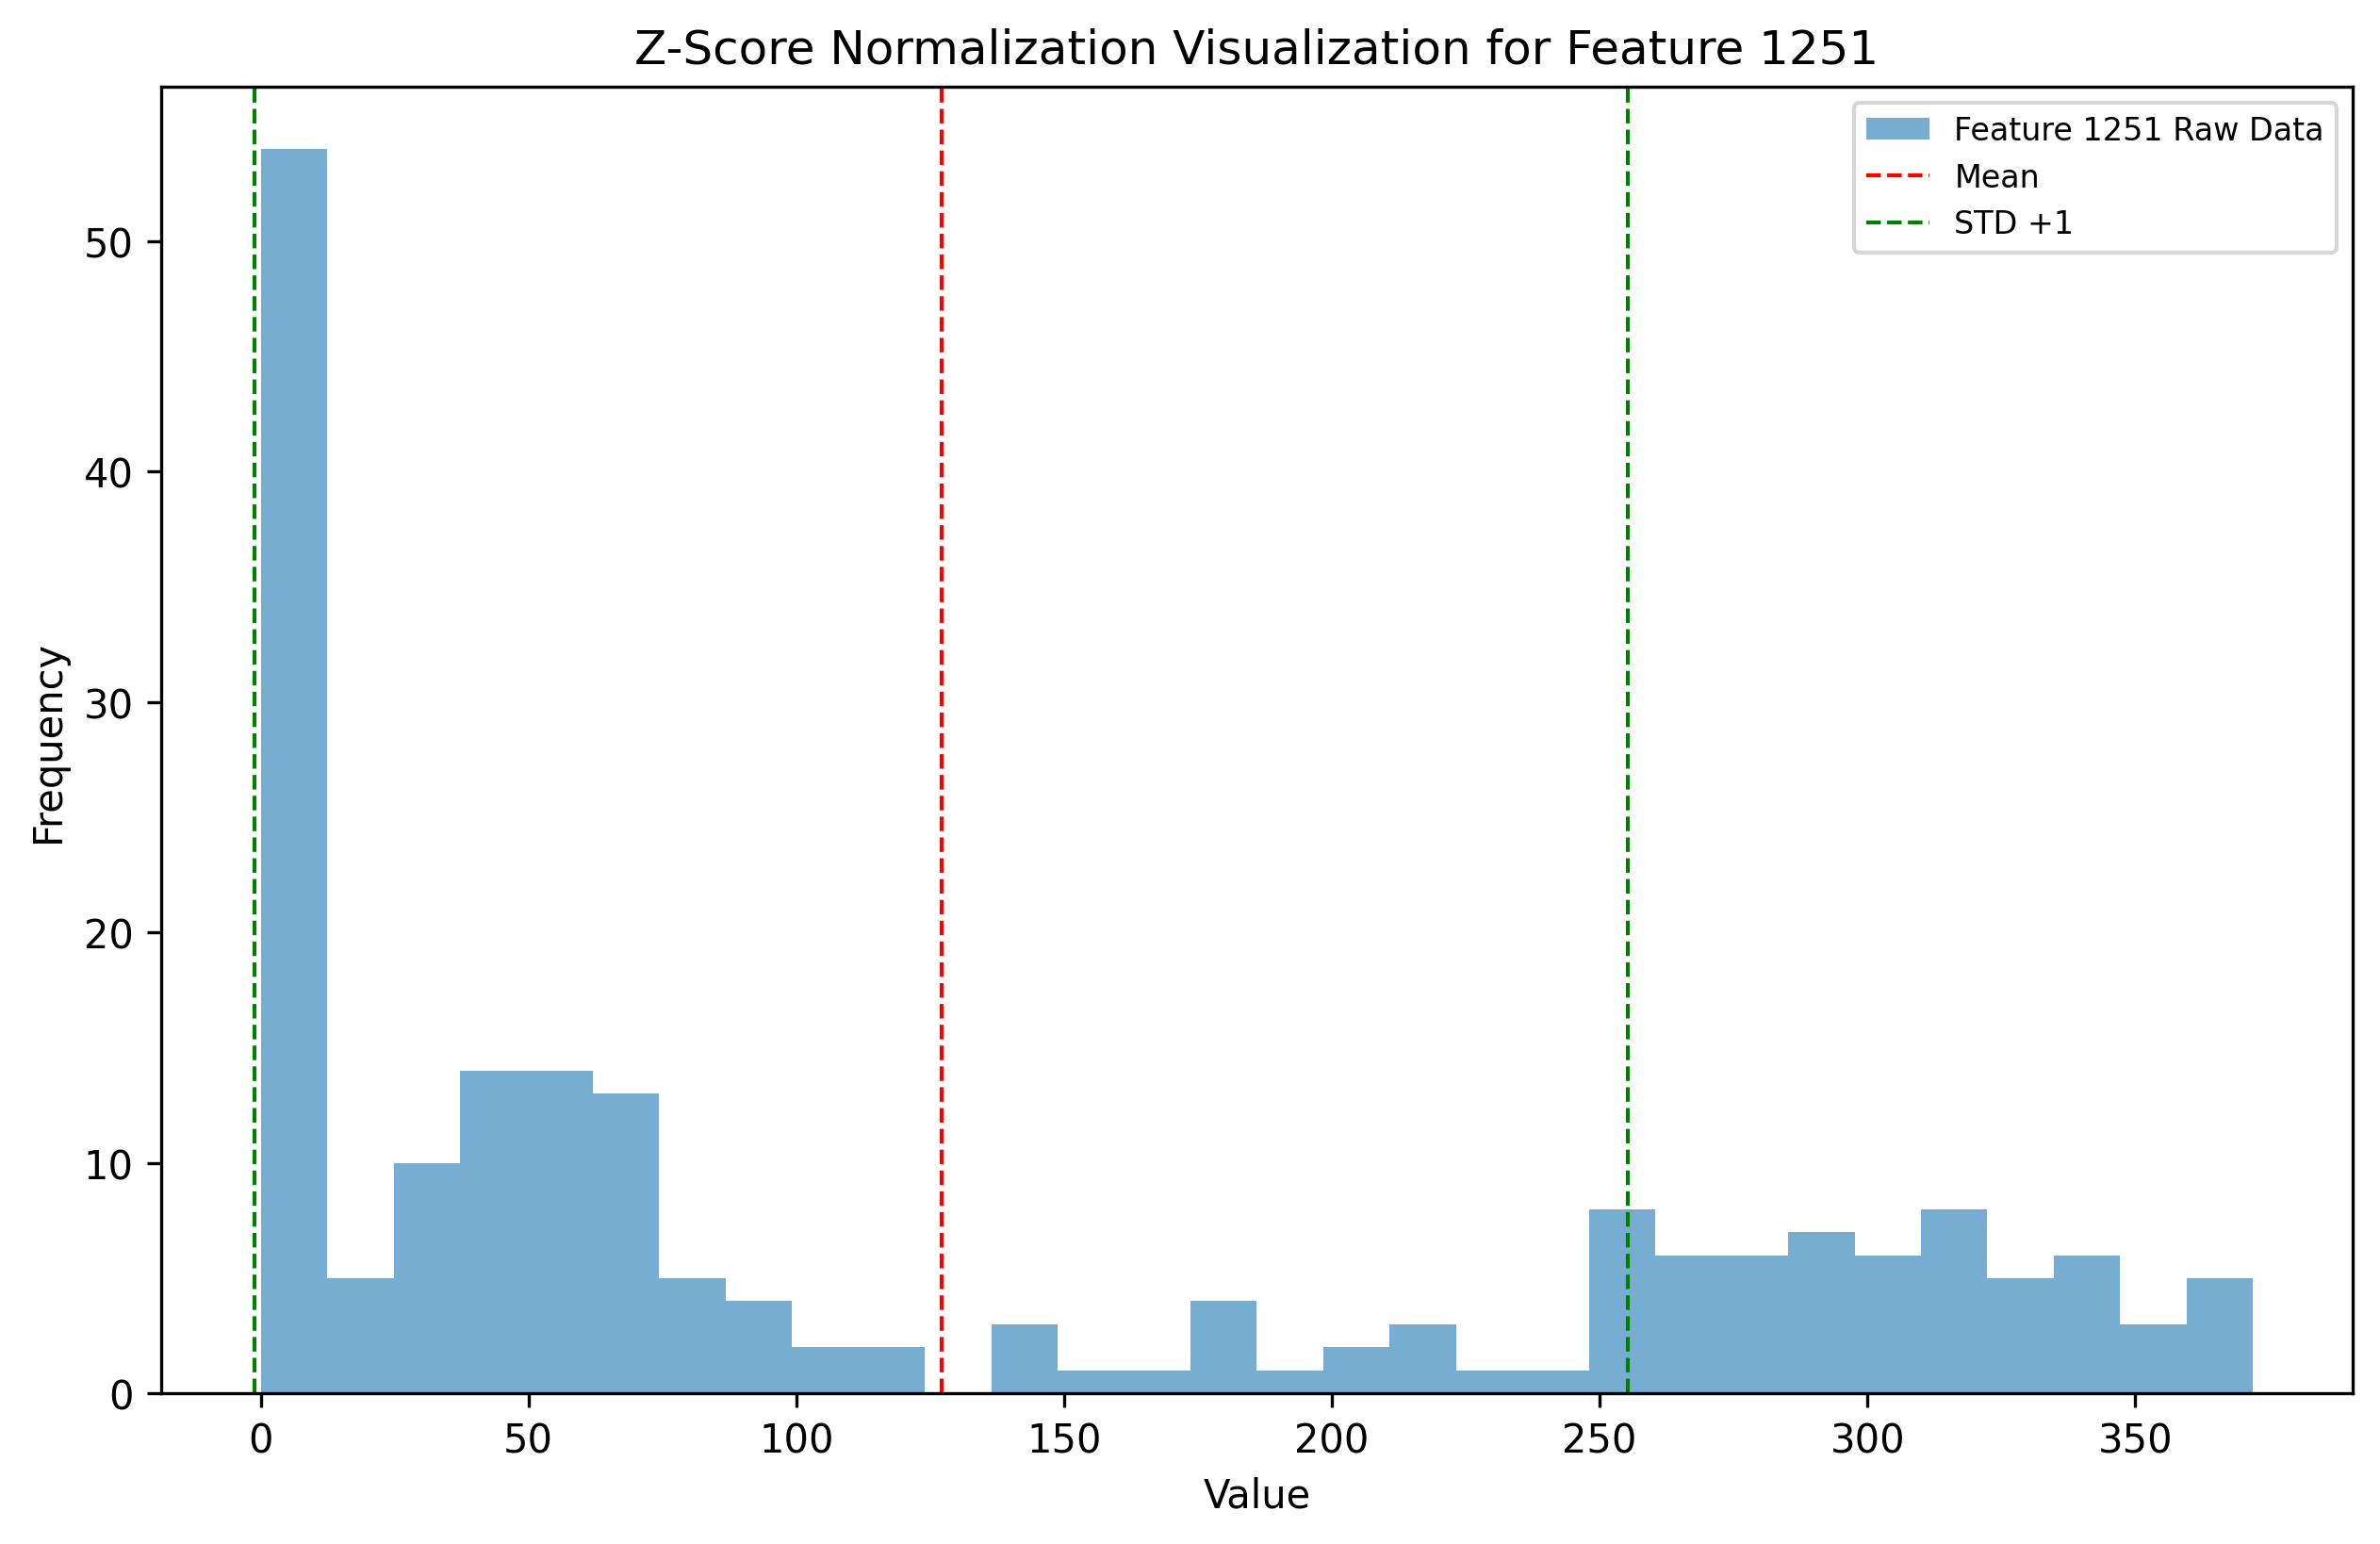 Z-Score Normalization Visualization for Feature 1251
Feature 1251 Raw Data
Mean
STD +1
50
40
30
20
10
0
Frequency
0 50 100 150 200 250 300 350
Value